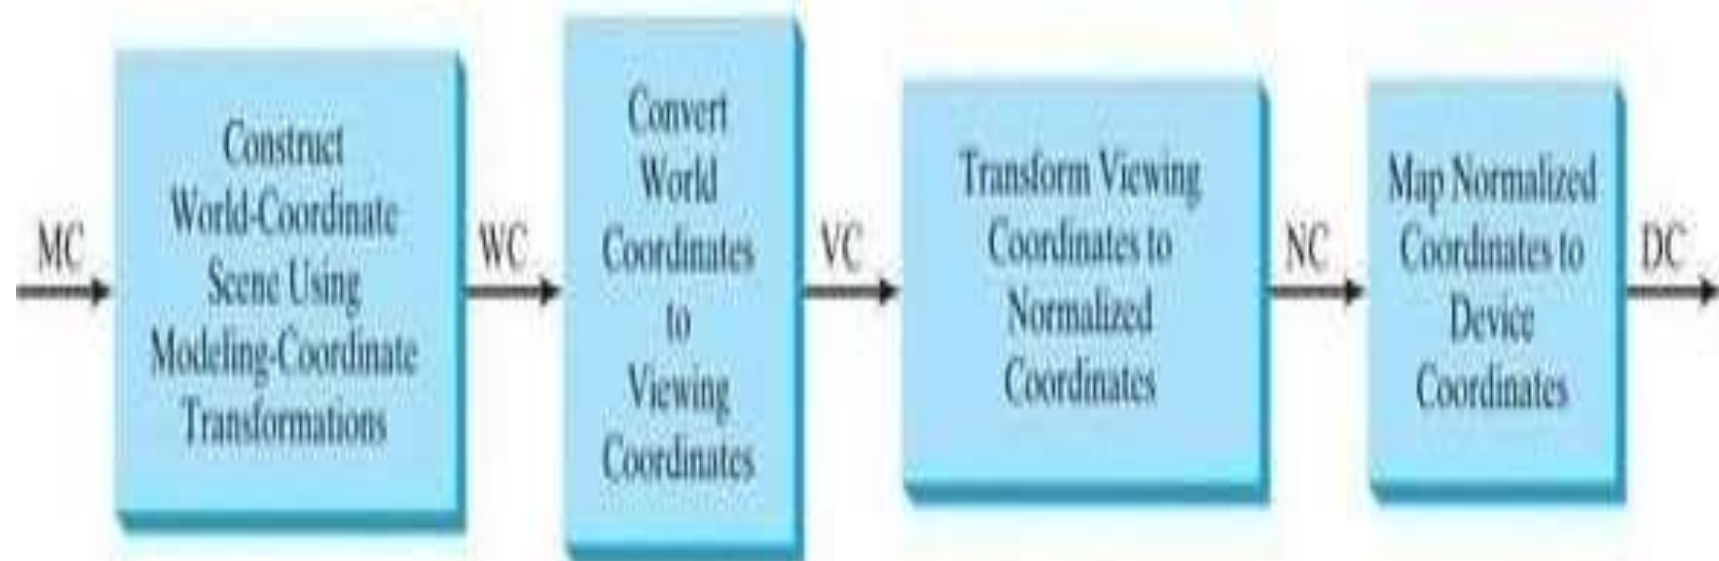 MC
Construct
World-Coordinate
Scene Using
Modeling-Coordinate
Transformations
WC
Convert
World
Coordinates
to
Viewing
Coordinates
VC
Transform Viewing
Coordinates to
Normalized
Coordinates
NC
Map Normalized
Coordinates to
Device
Coordinates
DC